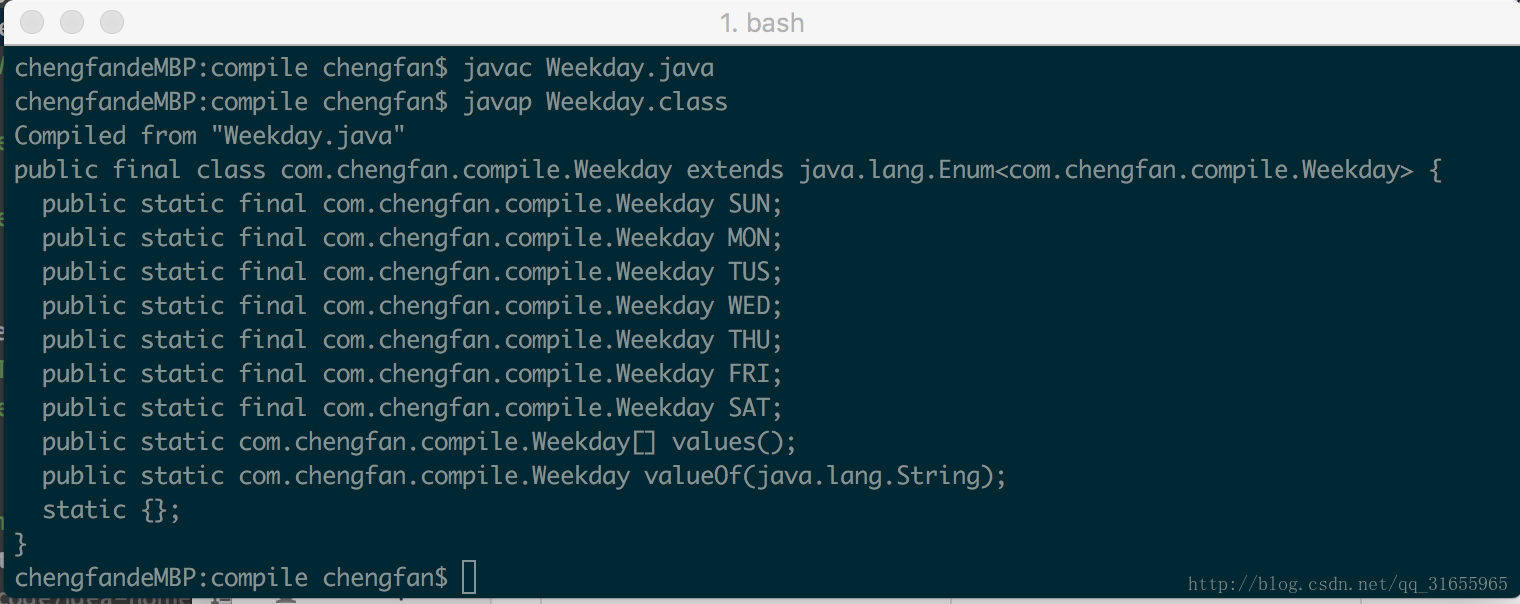 1. bash
chengfandeMBP:compile chengfan$ javac Weekday.java
chengfandeMBP:compile chengfan$ javap Weekday.class
Compiled from "Weekday.java"
public final class com.chengfan.compile.Weekday extends java.lang.Enum<com.chengfan.compile.Weekday> {
  public static final com.chengfan.compile.Weekday SUN;
  public static final com.chengfan.compile.Weekday MON;
  public static final com.chengfan.compile.Weekday TUS;
  public static final com.chengfan.compile.Weekday WED;
  public static final com.chengfan.compile.Weekday THU;
  public static final com.chengfan.compile.Weekday FRI;
  public static final com.chengfan.compile.Weekday SAT;
  public static com.chengfan.compile.Weekday[] values();
  public static com.chengfan.compile.Weekday valueOf(java.lang.String);
  static {};
}
chengfandeMBP:compile chengfan$
http://blog.csdn.net/qq_31655965